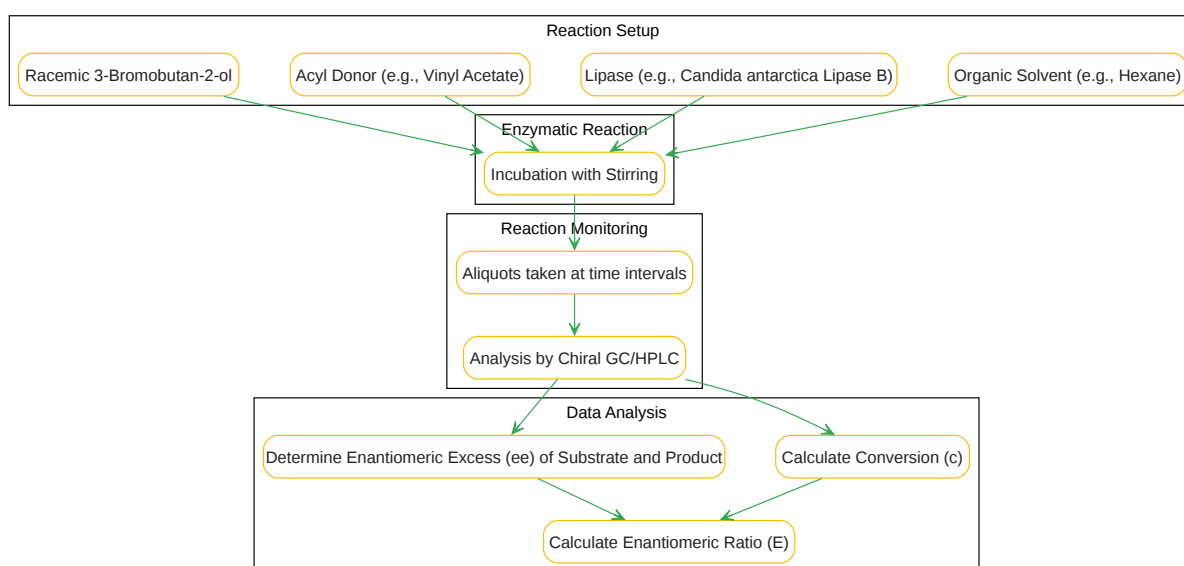 Reaction Setup
Racemic 3-Bromobutan-2-ol
Acyl Donor (e.g., Vinyl Acetate)
Lipase (e.g., Candida antarctica Lipase B)
Organic Solvent (e.g., Hexane)
Enzymatic Reaction
Incubation with Stirring
Reaction Monitoring
Aliquots taken at time intervals
Analysis by Chiral GC/HPLC
Data Analysis
Determine Enantiomeric Excess (ee) of Substrate and Product
Calculate Conversion (c)
Calculate Enantiomeric Ratio (E)